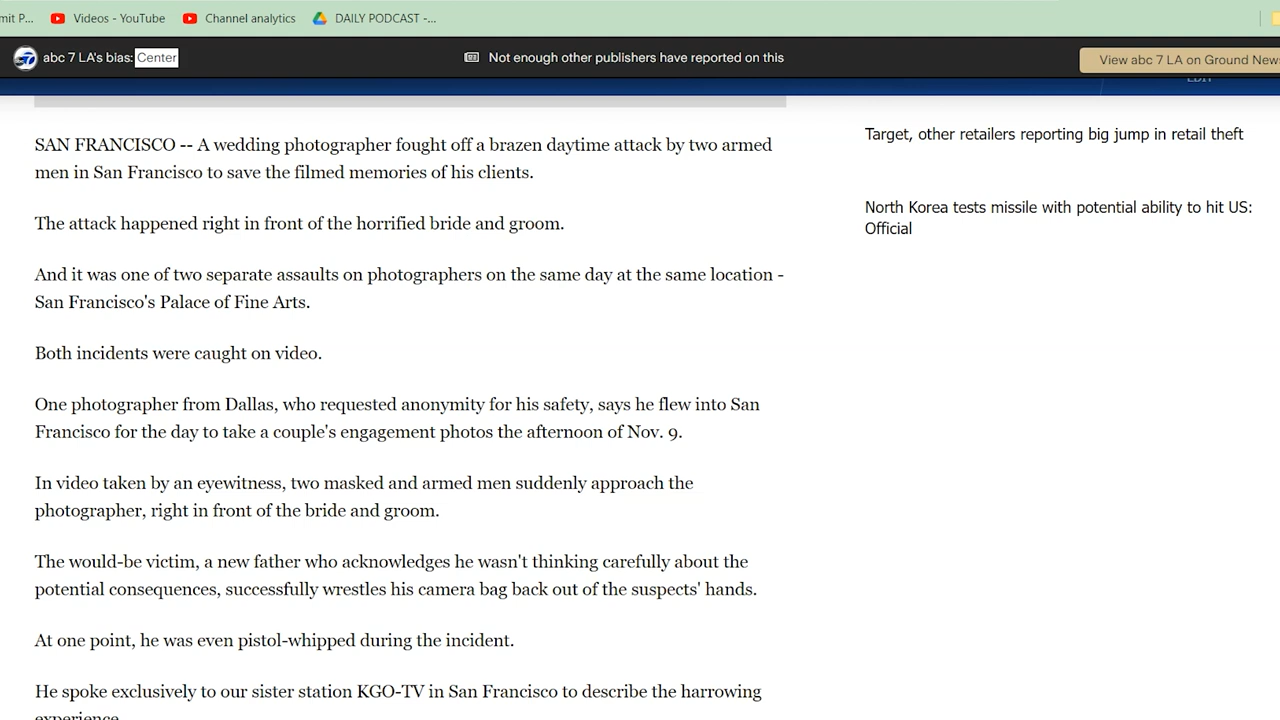 mit P...
Videos - YouTube
Channel analytics
DAILY PODCAST -...
abc 7 LA's bias: Center
Not enough other publishers have reported on this
View abc 7 LA on Ground News
EDIT
SAN FRANCISCO -- A wedding photographer fought off a brazen daytime attack by two armed
men in San Francisco to save the filmed memories of his clients.
The attack happened right in front of the horrified bride and groom.
And it was one of two separate assaults on photographers on the same day at the same location -
San Francisco's Palace of Fine Arts.
Both incidents were caught on video.
One photographer from Dallas, who requested anonymity for his safety, says he flew into San
Francisco for the day to take a couple's engagement photos the afternoon of Nov. 9.
In video taken by an eyewitness, two masked and armed men suddenly approach the
photographer, right in front of the bride and groom.
The would-be victim, a new father who acknowledges he wasn't thinking carefully about the
potential consequences, successfully wrestles his camera bag back out of the suspects' hands.
At one point, he was even pistol-whipped during the incident.
He spoke exclusively to our sister station KGO-TV in San Francisco to describe the harrowing
experience.
Target, other retailers reporting big jump in retail theft
North Korea tests missile with potential ability to hit US:
Official